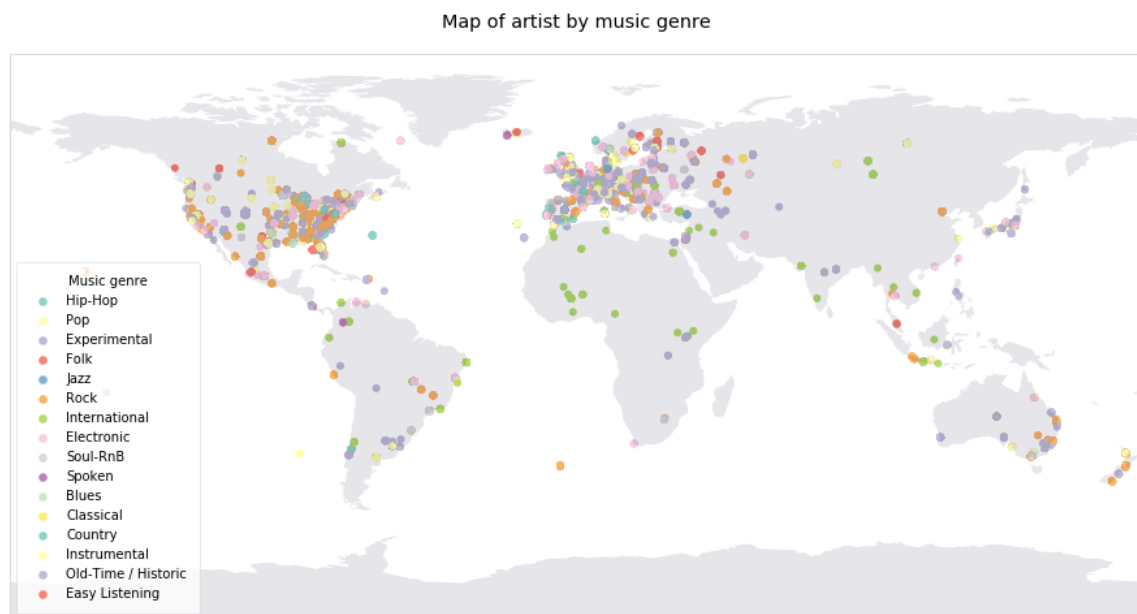 Map of artist by music genre
Music genre
Hip-Hop
Pop
Experimental
Folk
Jazz
Rock
International
Electronic
Soul-RnB
Spoken
Blues
Classical
Country
Instrumental
Old-Time / Historic
Easy Listening